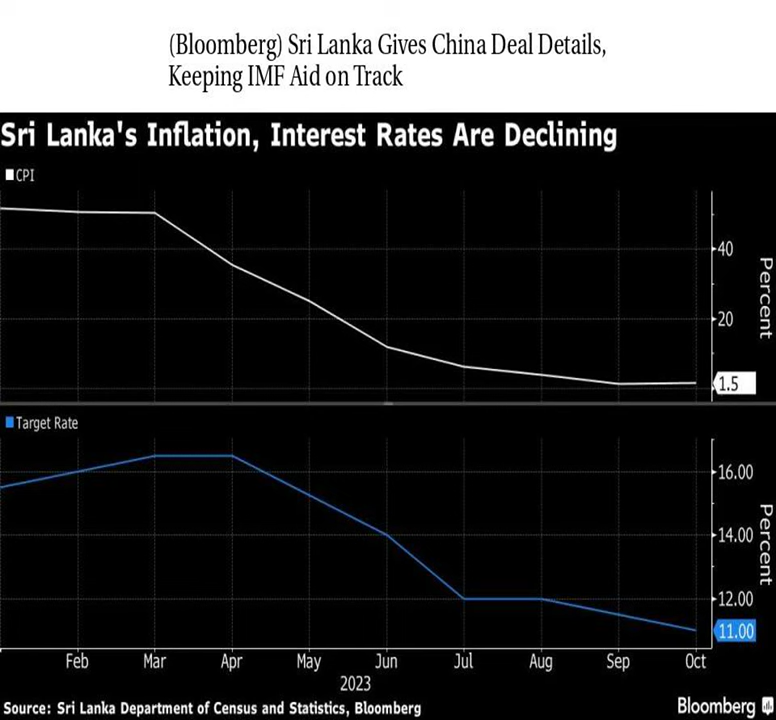 (Bloomberg) Sri Lanka Gives China Deal Details,
Keeping IMF Aid on Track
Sri Lanka's Inflation, Interest Rates Are Declining
CPI
40
Percent
20
1.5
Target Rate
16.00
14.00
Percent
12.00
11.00
Feb Mar Apr May Jun Jul Aug Sep Oct
2023
Source: Sri Lanka Department of Census and Statistics, Bloomberg
Bloomberg